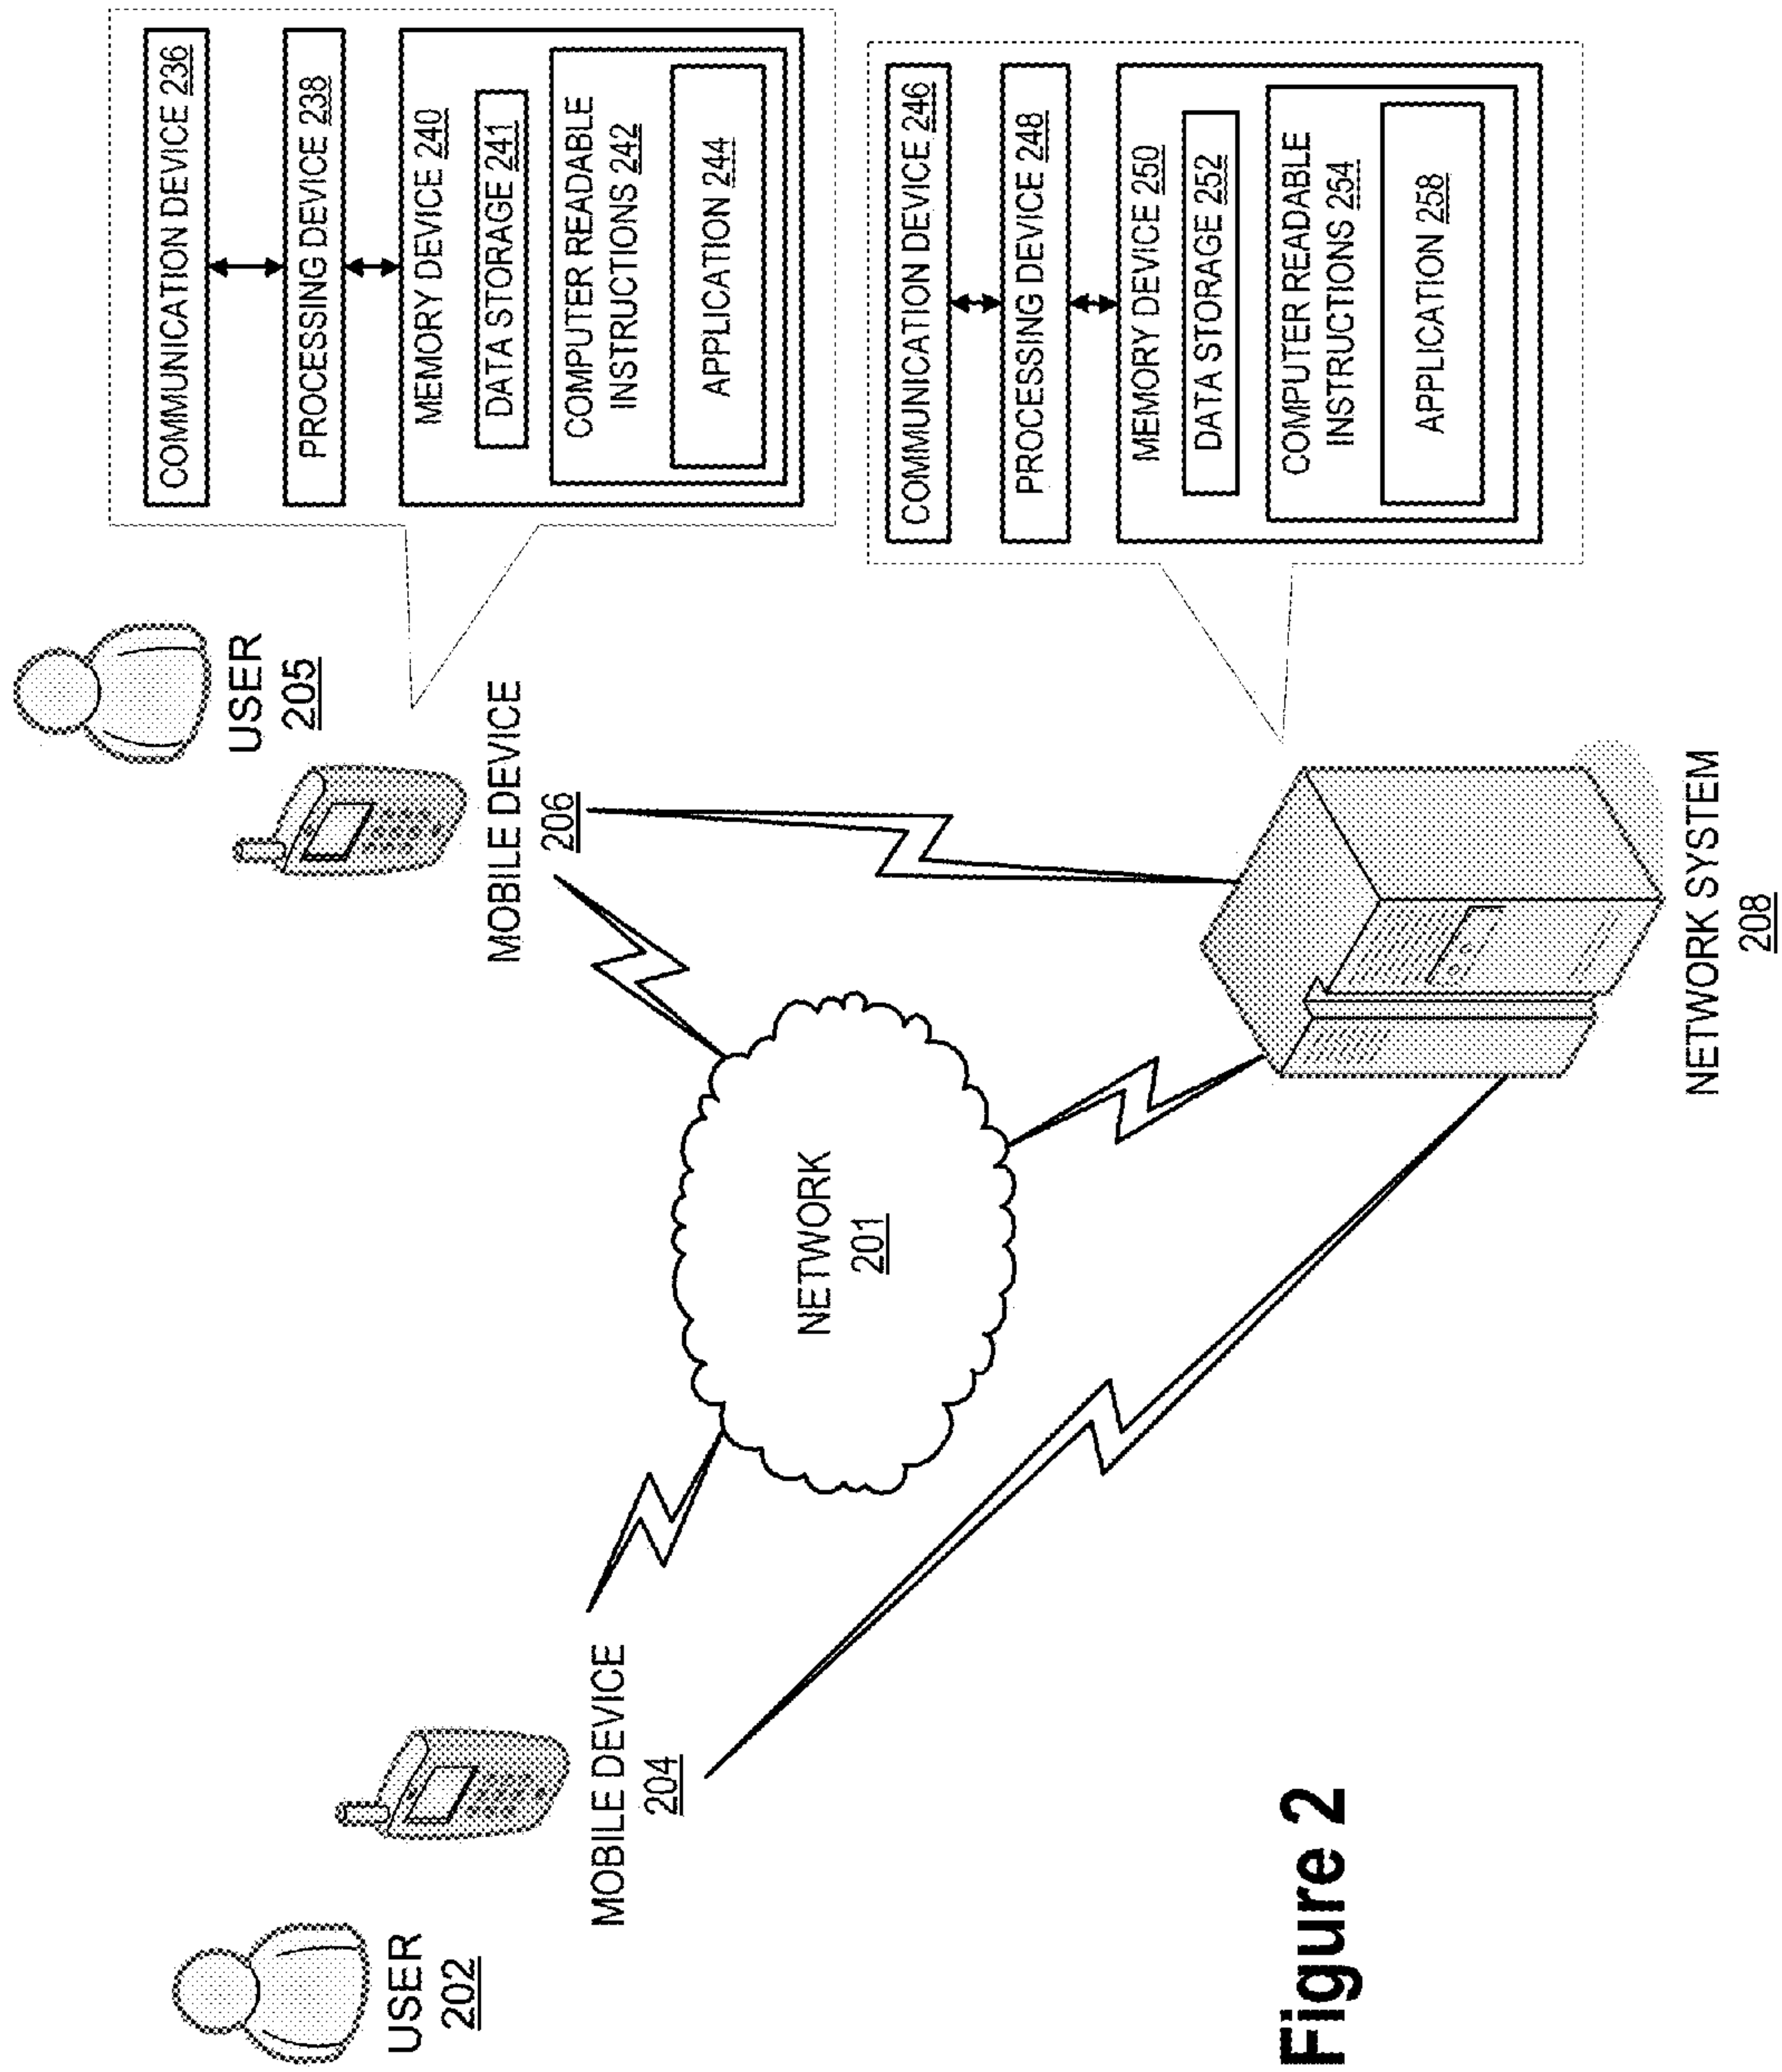 USER
202
MOBILE DEVICE
204
USER
205
MOBILE DEVICE
206
NETWORK
201
NETWORK SYSTEM
208
COMMUNICATION DEVICE 236
PROCESSING DEVICE 238
MEMORY DEVICE 240
DATA STORAGE 241
COMPUTER READABLE
INSTRUCTIONS 242
APPLICATION 244
COMMUNICATION DEVICE 246
PROCESSING DEVICE 248
MEMORY DEVICE 250
DATA STORAGE 252
COMPUTER READABLE
INSTRUCTIONS 254
APPLICATION 258
Figure 2